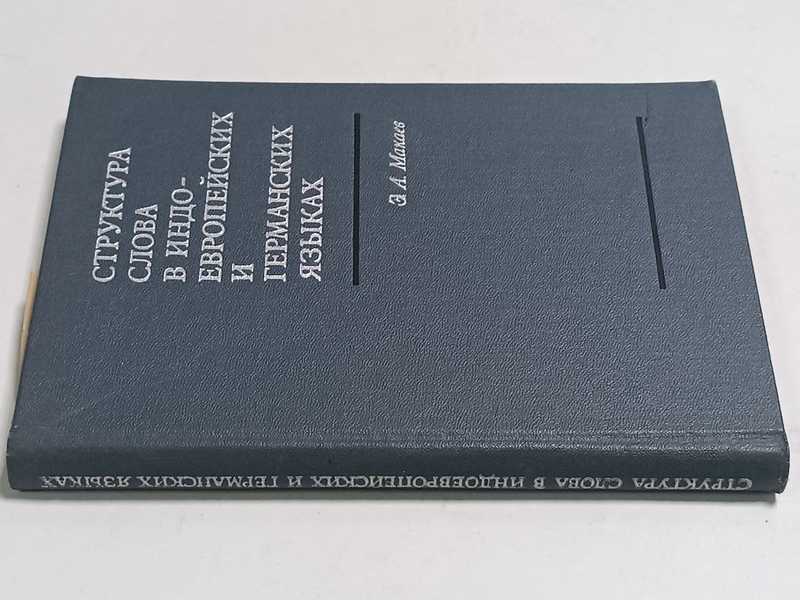 СТРУКТУРА
СЛОВА
В ИНДО-
ЕВРОПЕЙСКИХ
И
ГЕРМАНСКИХ
ЯЗЫКАХ
Э. А. Макаев
СТРУКТУРА СЛОВА В ИНДОЕВРОПЕЙСКИХ И ГЕРМАНСКИХ ЯЗЫКАХ